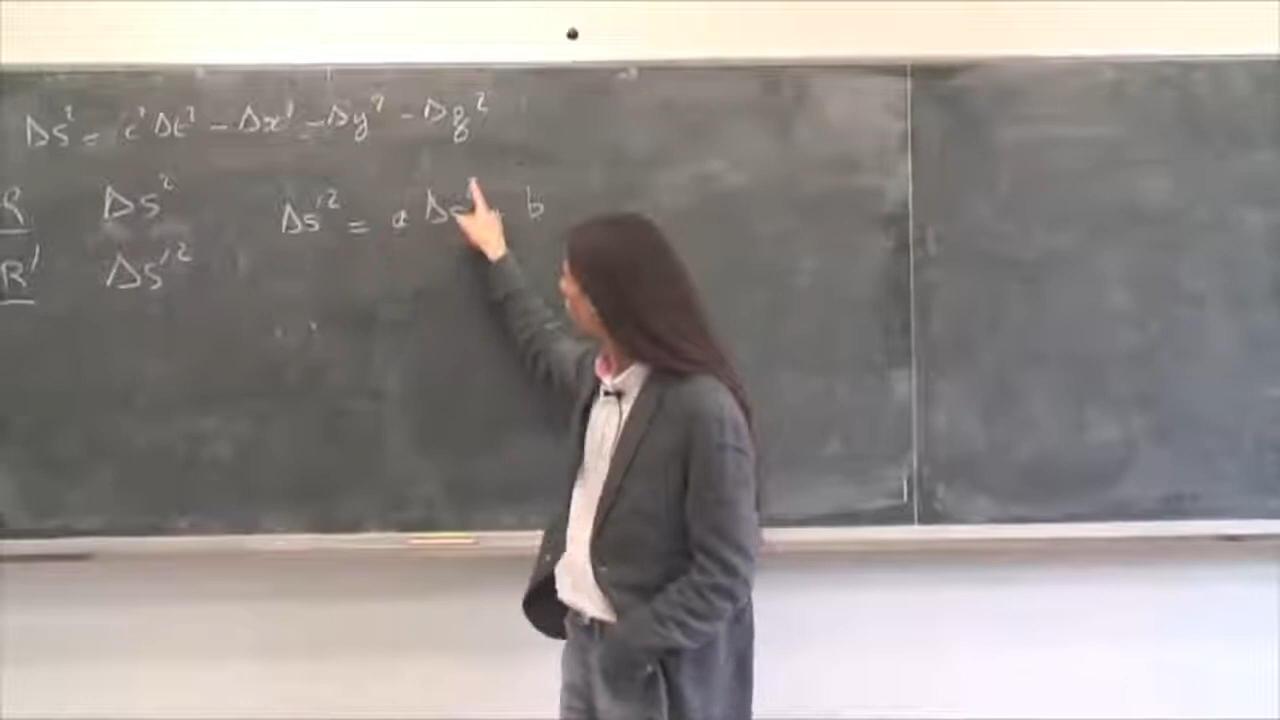 Δs² = c²Δt² - Δx² - Δy² - Δz²
R Δs² Δs'² = a Δs² + b
R' Δs'²